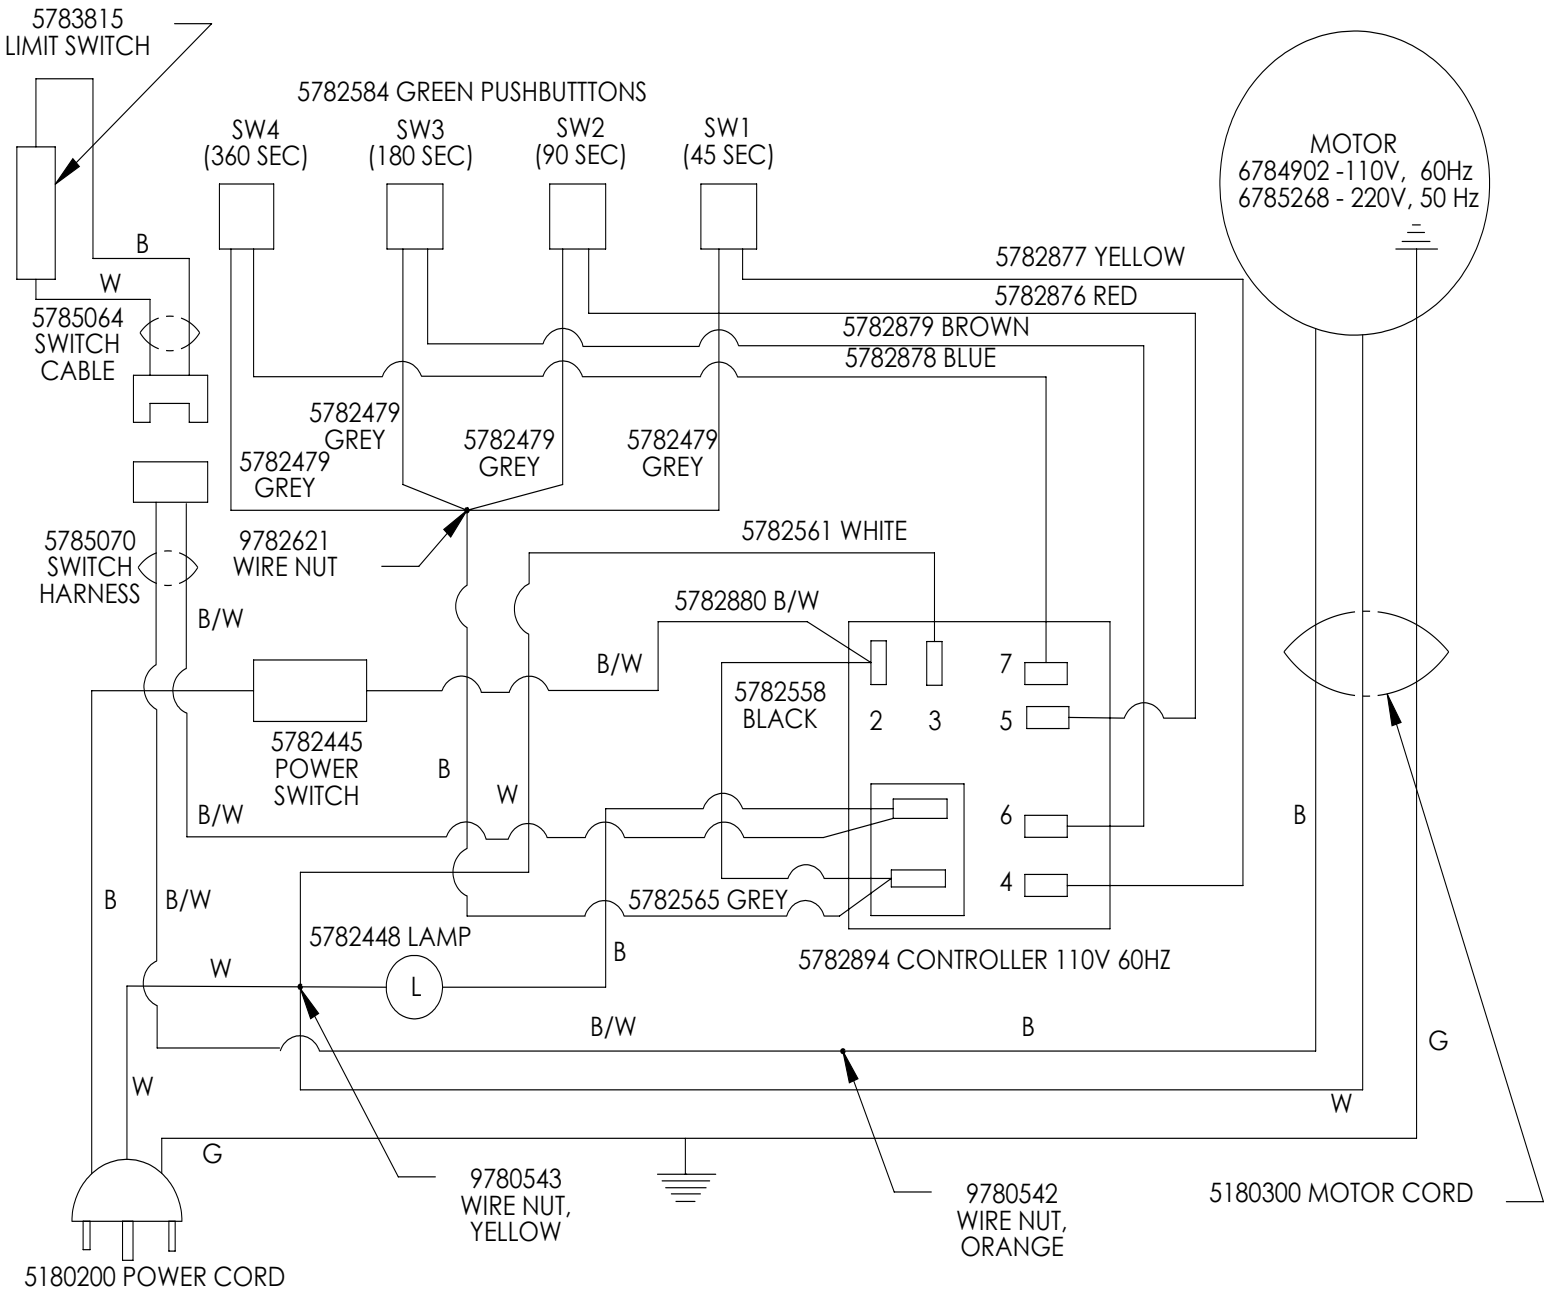 5783815
LIMIT SWITCH
5782584 GREEN PUSHBUTTTONS
SW4
(360 SEC)
SW3
(180 SEC)
SW2
(90 SEC)
SW1
(45 SEC)
MOTOR
6784902 -110V, 60Hz
6785268 - 220V, 50 Hz
B
W
5782877 YELLOW
5782876 RED
5782879 BROWN
5782878 BLUE
5785064
SWITCH
CABLE
5782479
GREY
5782479
GREY
5782479
GREY
5782479
GREY
5785070
SWITCH
HARNESS
9782621
WIRE NUT
5782561 WHITE
5782880 B/W
B/W
B/W
7
5782558
BLACK
2
3
5
5782445
POWER
SWITCH
B
W
B/W
6
B
4
B
B/W
5782565 GREY
5782448 LAMP
W
L
B
5782894 CONTROLLER 110V 60HZ
B/W
B
G
W
W
G
9780543
WIRE NUT,
YELLOW
9780542
WIRE NUT,
ORANGE
5180300 MOTOR CORD
5180200 POWER CORD